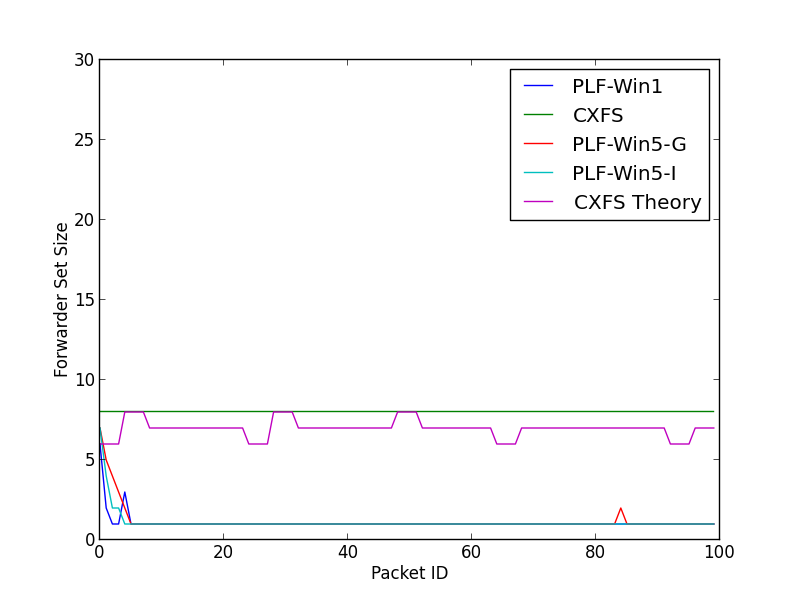 30
25
20
15
10
5
0
Forwarder Set Size
PLF-Win1
CXFS
PLF-Win5-G
PLF-Win5-I
CXFS Theory
0 20 40 60 80 100
Packet ID